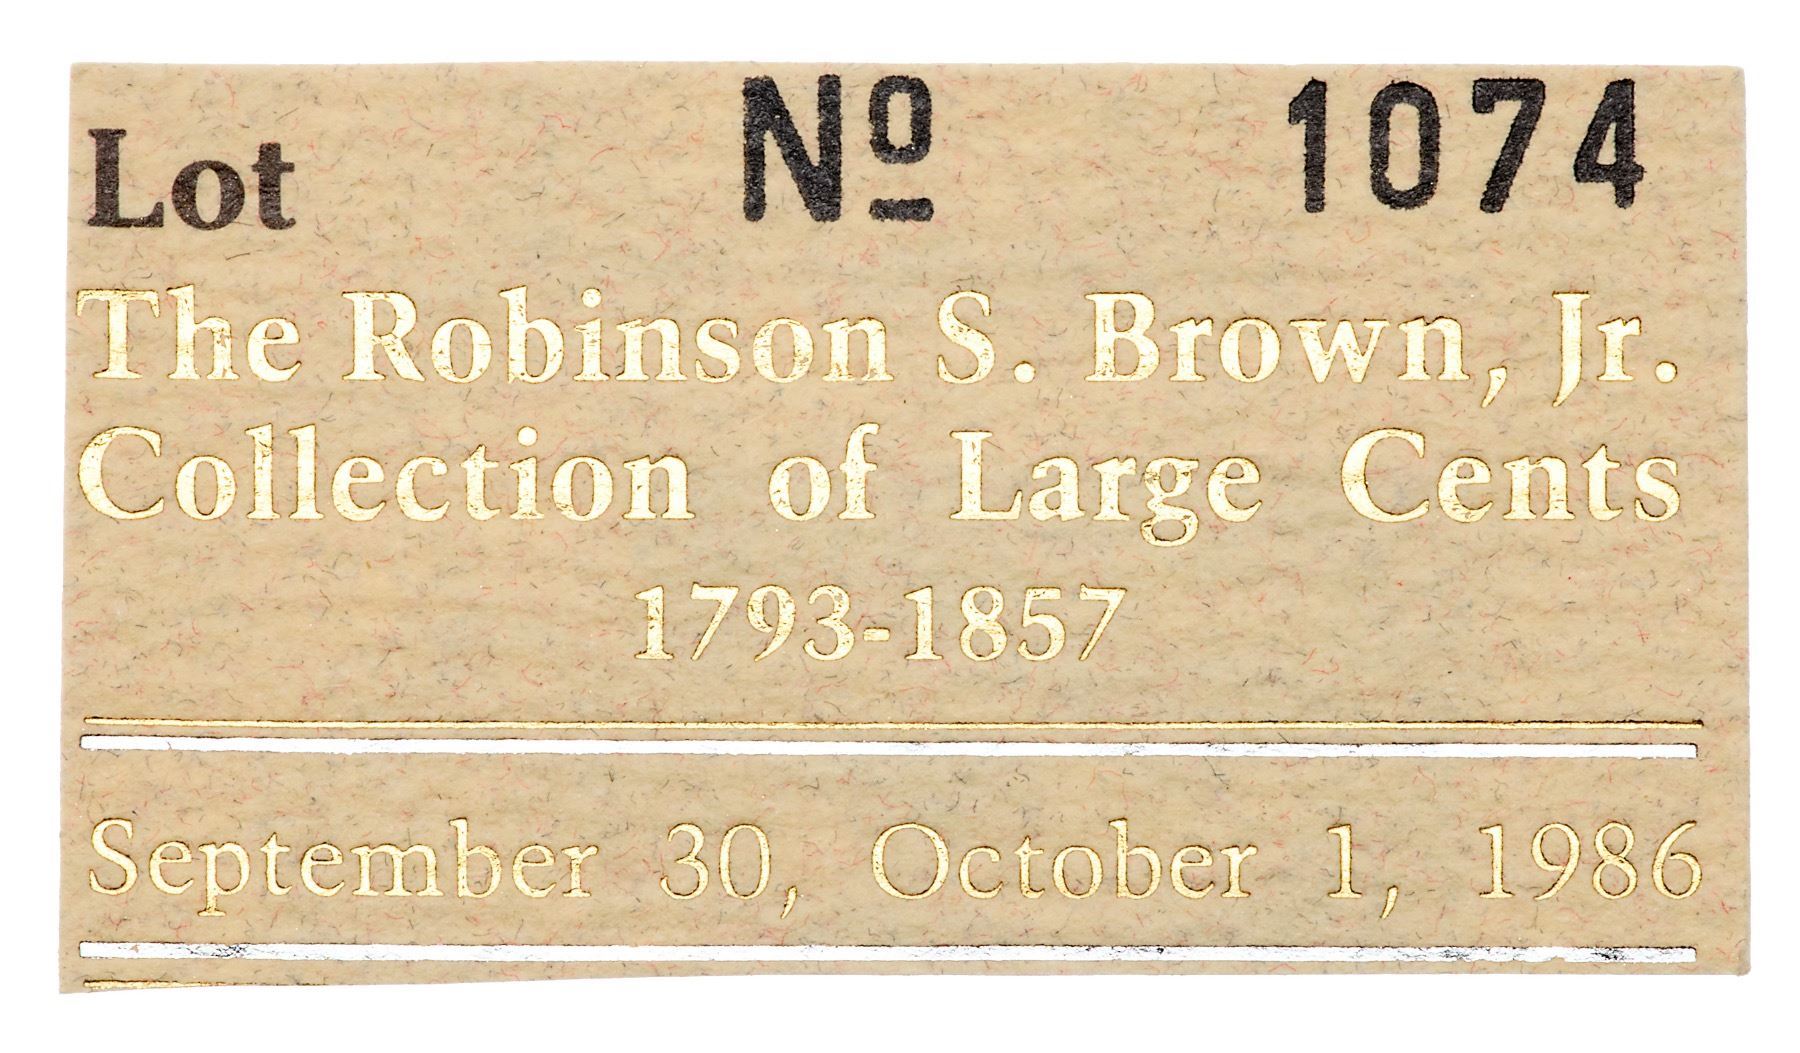 Lot Nº 1074
The Robinson S. Brown, Jr.
Collection of Large Cents
1793-1857
September 30, October 1, 1986